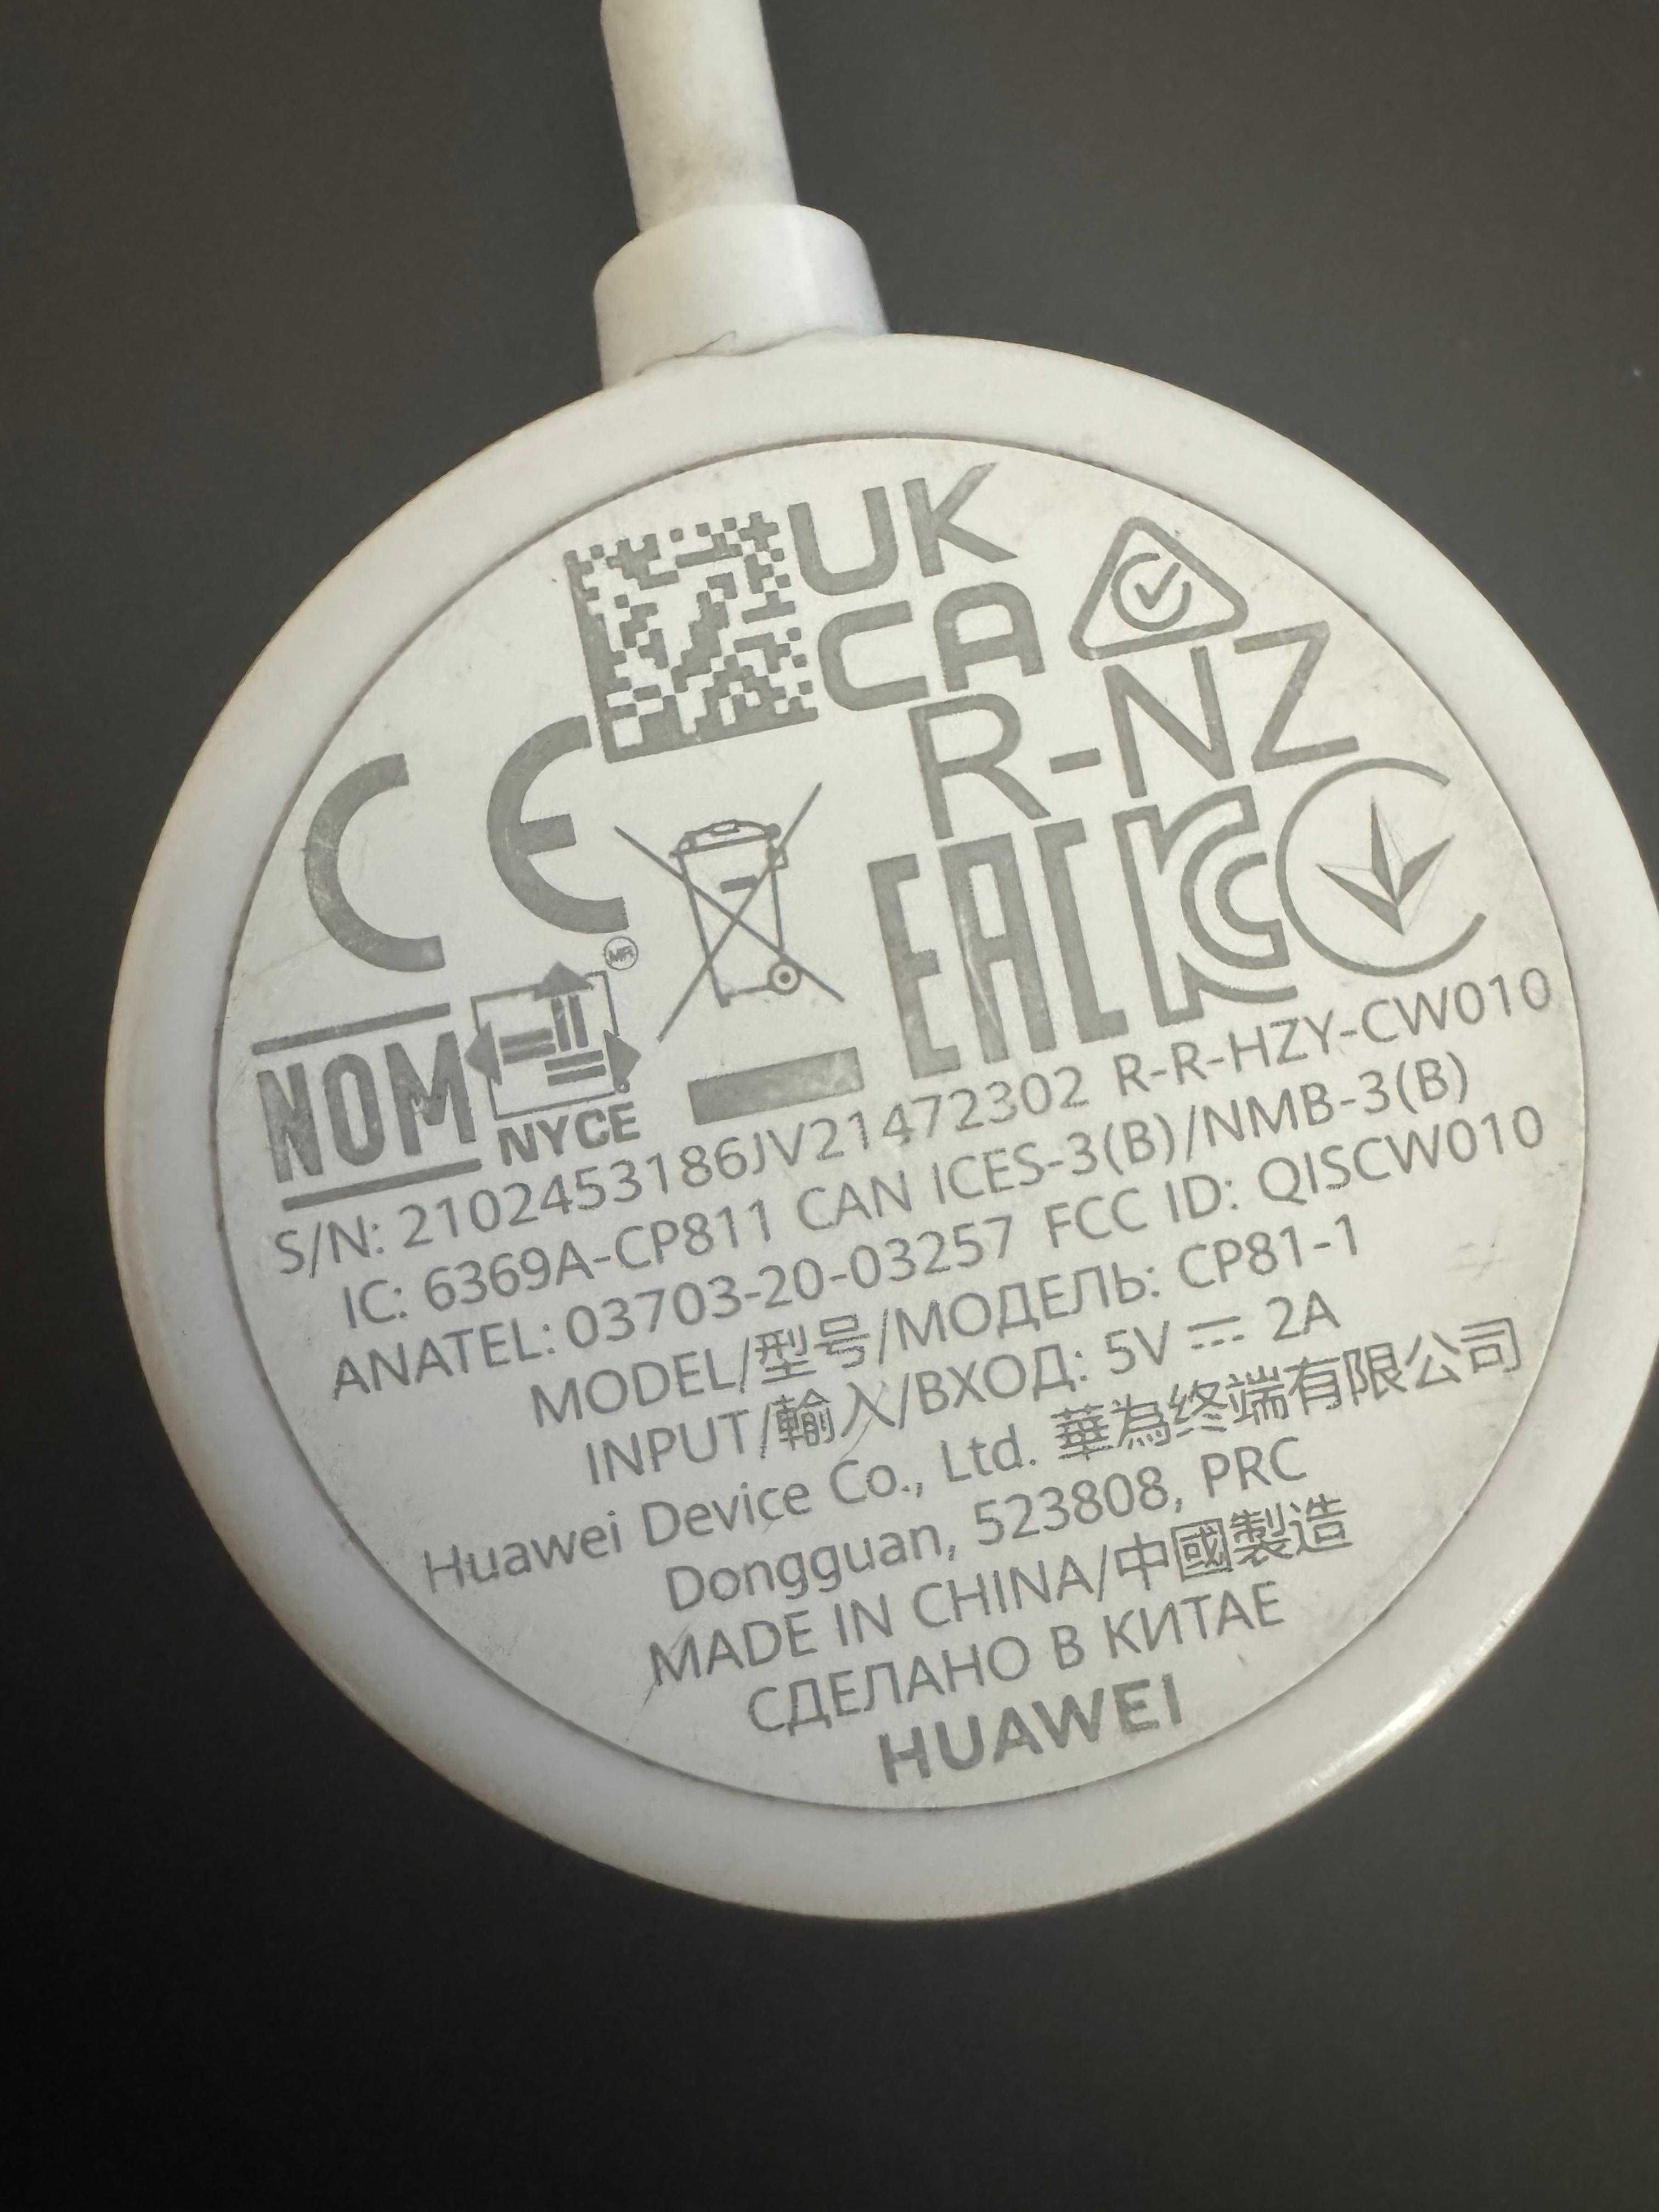 UK
CA
R-NZ
CE
EAC
NOM
NYCE
S/N: 2102453186JV21472302 R-R-HZY-CW010
IC: 6369A-CP811 CAN ICES-3(B)/NMB-3(B)
ANATEL: 03703-20-03257 FCC ID: QISCW010
MODEL/型号/МОДЕЛЬ: CP81-1
INPUT/輸入/ВХОД: 5V ⎓ 2A
Huawei Device Co., Ltd. 華為终端有限公司
Dongguan, 523808, PRC
MADE IN CHINA/中國製造
СДЕЛАНО В КИТАЕ
HUAWEI